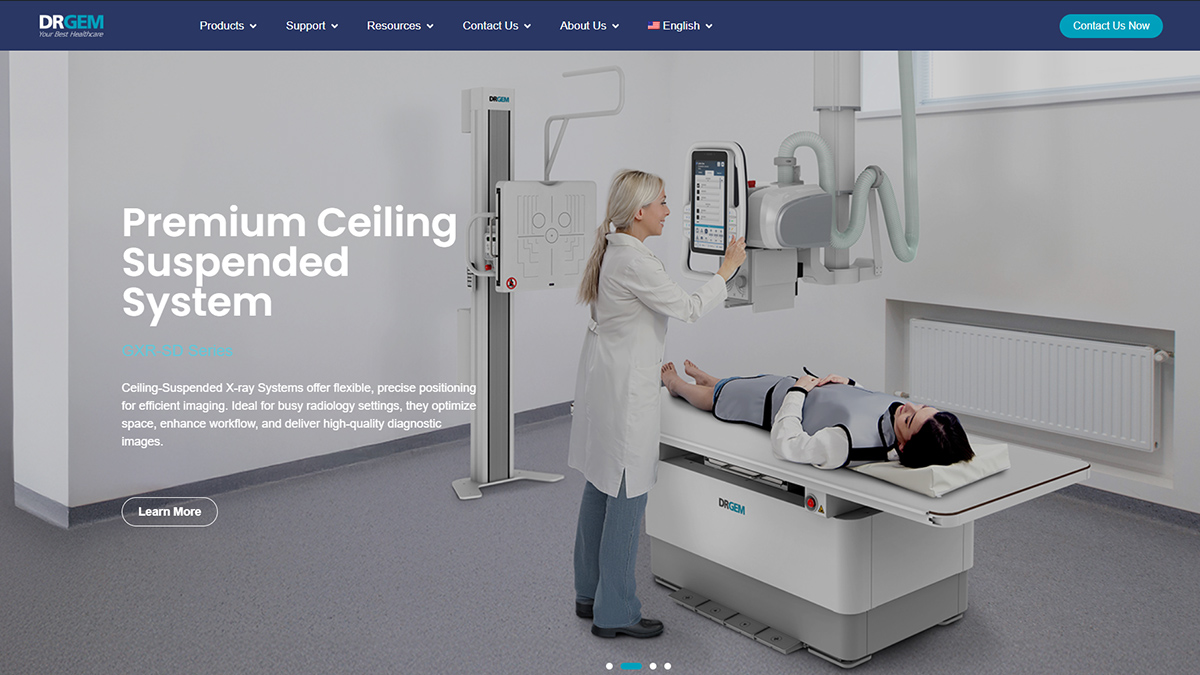 DRGEM
Your Best Healthcare
Products
Support
Resources
Contact Us
About Us
English
Contact Us Now
DRGEM
Premium Ceiling
Suspended
System
Series
Ceiling-Suspended X-ray Systems offer flexible, precise positioning
for efficient imaging. Ideal for busy radiology settings, they optimize
space, enhance workflow, and deliver high-quality diagnostic
images.
Learn More
DRGEM